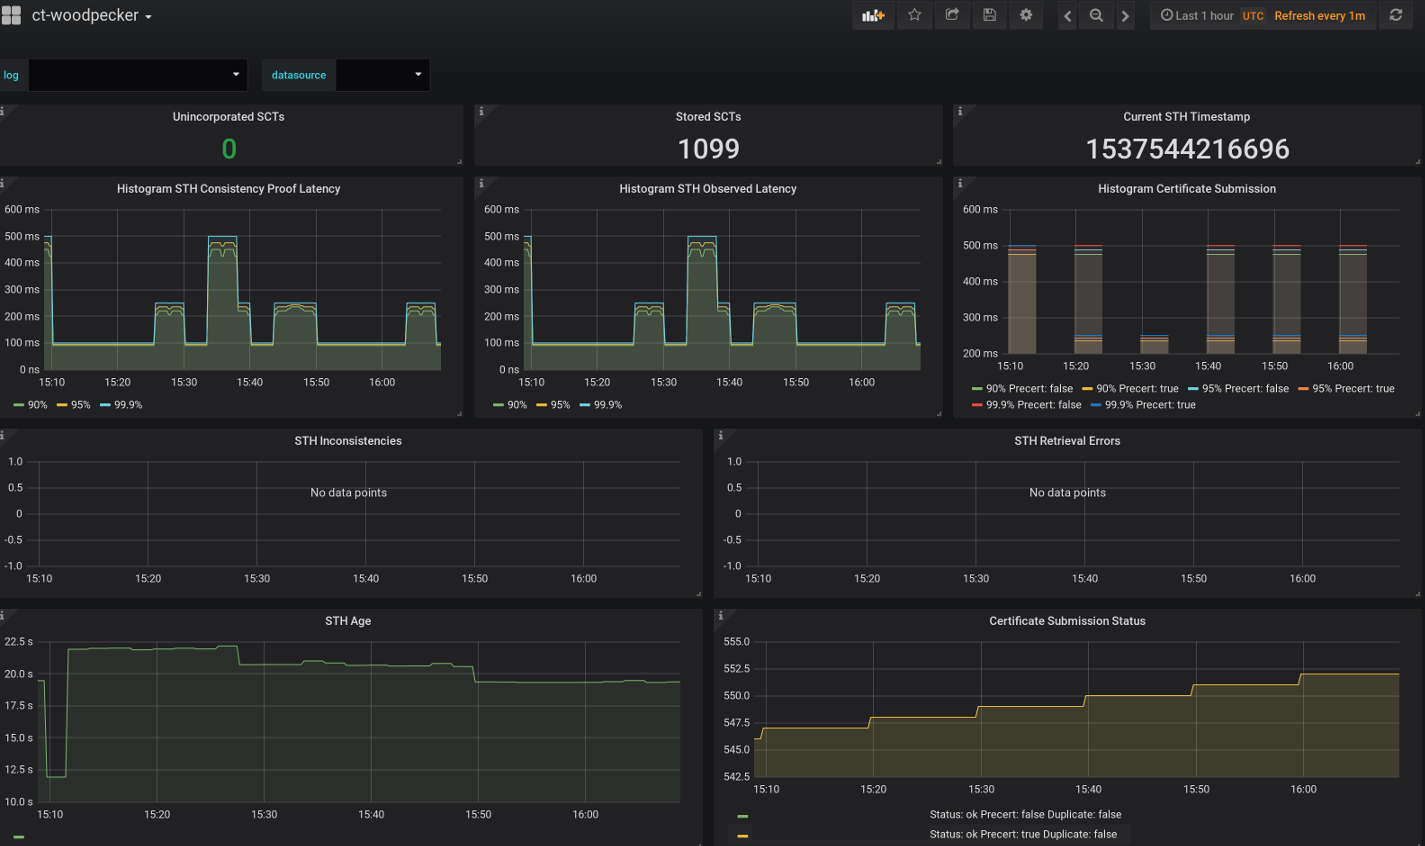 ct-woodpecker
Last 1 hour UTC Refresh every 1m
log
datasource
Unincorporated SCTs
0
Stored SCTs
1099
Current STH Timestamp
1537544216696
Histogram STH Consistency Proof Latency
600 ms
500 ms
400 ms
300 ms
200 ms
100 ms
0 ns
15:10 15:20 15:30 15:40 15:50 16:00
90% 95% 99.9%
Histogram STH Observed Latency
600 ms
500 ms
400 ms
300 ms
200 ms
100 ms
0 ns
15:10 15:20 15:30 15:40 15:50 16:00
90% 95% 99.9%
Histogram Certificate Submission
600 ms
500 ms
400 ms
300 ms
200 ms
15:10 15:20 15:30 15:40 15:50 16:00
90% Precert: false 90% Precert: true 95% Precert: false 95% Precert: true
99.9% Precert: false 99.9% Precert: true
STH Inconsistencies
1.0
0.5
No data points
0
-0.5
-1.0
15:10 15:20 15:30 15:40 15:50 16:00
STH Retrieval Errors
1.0
0.5
No data points
0
-0.5
-1.0
15:10 15:20 15:30 15:40 15:50 16:00
STH Age
22.5 s
20.0 s
17.5 s
15.0 s
12.5 s
10.0 s
15:10 15:20 15:30 15:40 15:50 16:00
Certificate Submission Status
555.0
552.5
550.0
547.5
545.0
542.5
15:10 15:20 15:30 15:40 15:50 16:00
Status: ok Precert: false Duplicate: false
Status: ok Precert: true Duplicate: false